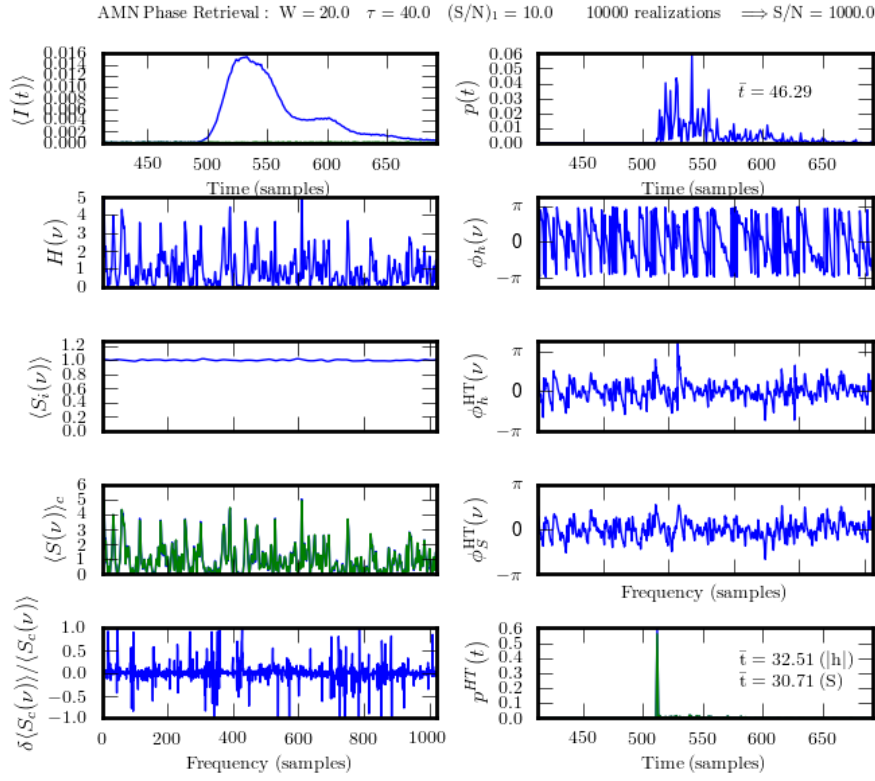 AMN Phase Retrieval : W = 20.0 τ = 40.0 (S/N)₁ = 10.0 10000 realizations ⟹ S/N = 1000.0
⟨I(t)⟩
0.016
0.014
0.012
0.010
0.008
0.006
0.004
0.002
0.000
450 500 550 600 650
Time (samples)
p(t)
0.06
0.05
0.04
0.03
0.02
0.01
0.00
t̄ = 46.29
450 500 550 600 650
Time (samples)
H(ν)
5
4
3
2
1
0
ϕ_h(ν)
π
0
−π
⟨S_i(ν)⟩
1.2
1.0
0.8
0.6
0.4
0.2
0.0
ϕ_h^HT(ν)
π
0
−π
⟨S(ν)⟩_c
6
5
4
3
2
1
0
ϕ_S^HT(ν)
π
0
−π
Frequency (samples)
δ⟨S_c(ν)⟩/⟨S_c(ν)⟩
1.0
0.5
0.0
−0.5
−1.0
0 200 400 600 800 1000
Frequency (samples)
p^HT(t)
0.6
0.5
0.4
0.3
0.2
0.1
0.0
t̄ = 32.51 (|h|)
t̄ = 30.71 (S)
450 500 550 600 650
Time (samples)